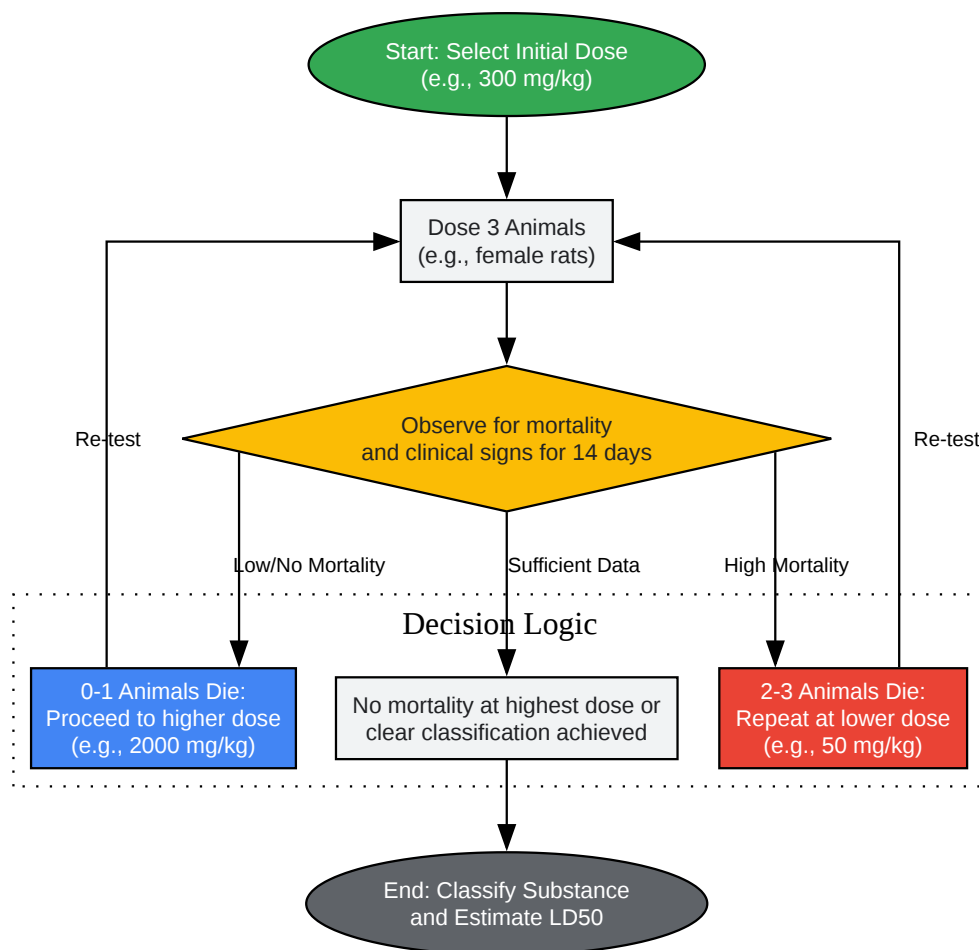 Start: Select Initial Dose
(e.g., 300 mg/kg)
Dose 3 Animals
(e.g., female rats)
Re-test
Observe for mortality
and clinical signs for 14 days
Re-test
Low/No Mortality
Sufficient Data
High Mortality
Decision Logic
0-1 Animals Die:
Proceed to higher dose
(e.g., 2000 mg/kg)
No mortality at highest dose or
clear classification achieved
2-3 Animals Die:
Repeat at lower dose
(e.g., 50 mg/kg)
End: Classify Substance
and Estimate LD50